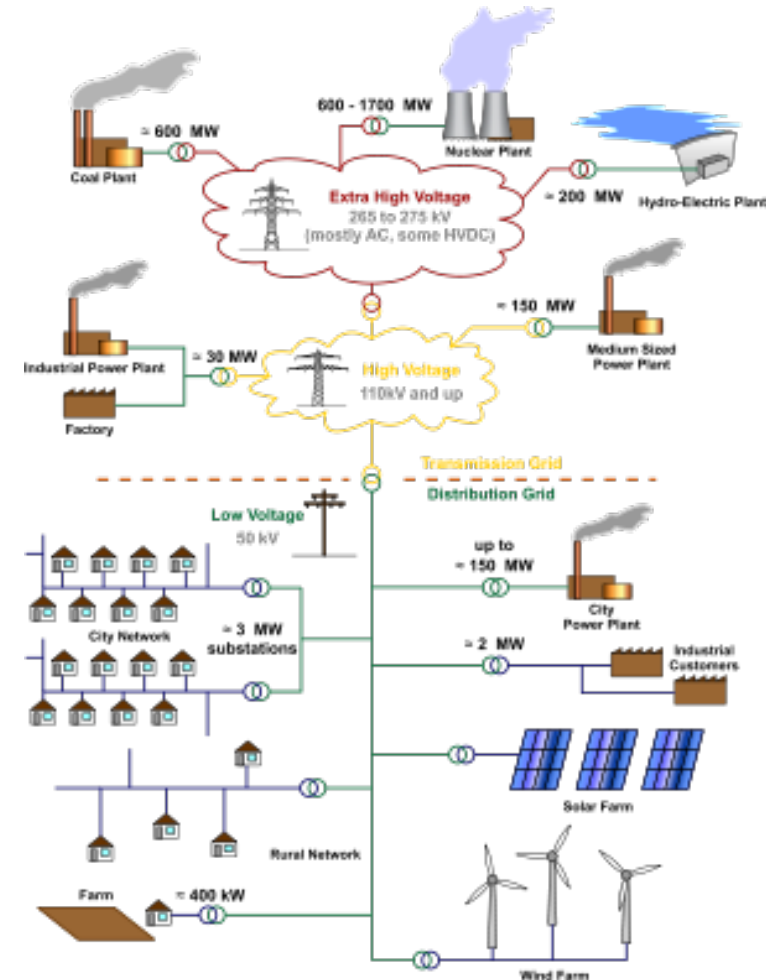 600 - 1700 MW
≈ 600 MW
Nuclear Plant
Coal Plant
Extra High Voltage
265 to 275 kV
(mostly AC, some HVDC)
≈ 200 MW
Hydro-Electric Plant
≈ 150 MW
≈ 30 MW
Industrial Power Plant
High Voltage
110kV and up
Medium Sized
Power Plant
Factory
Transmission Grid
Distribution Grid
Low Voltage
50 kV
up to
≈ 150 MW
City
Power Plant
City Network
≈ 3 MW
substations
≈ 2 MW
Industrial
Customers
Solar Farm
Rural Network
Farm
≈ 400 kW
Wind Farm